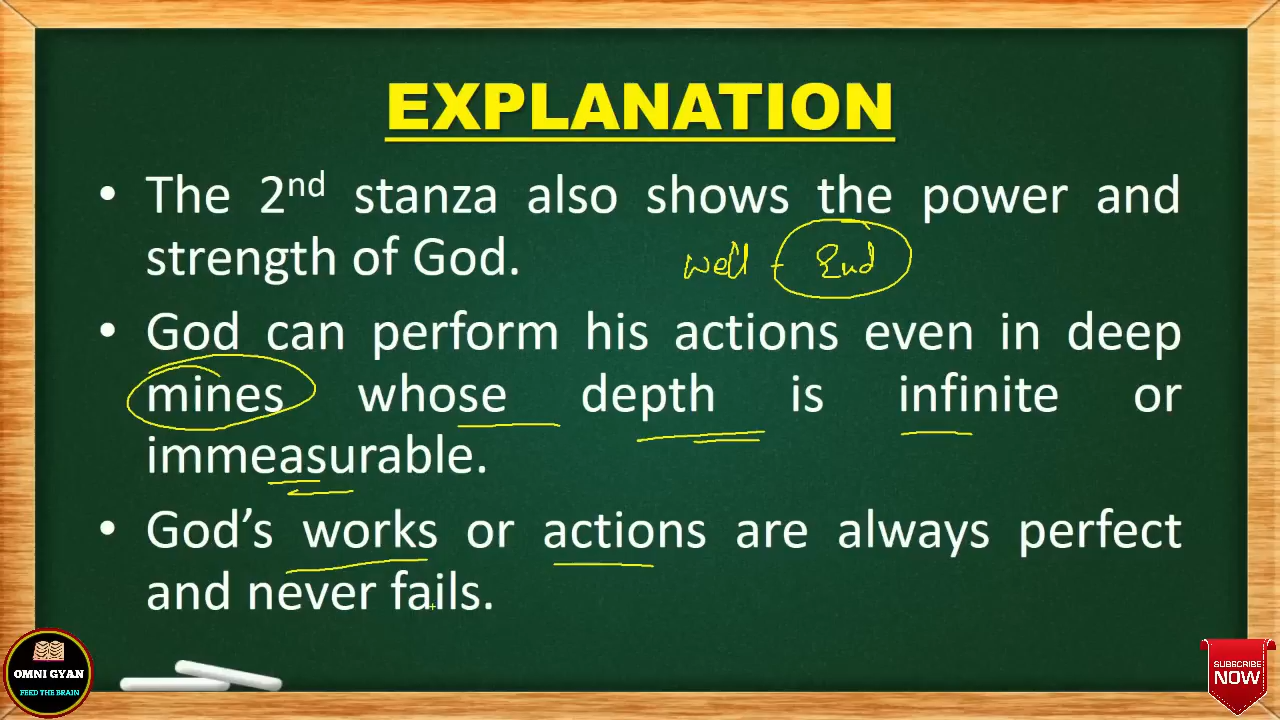 EXPLANATION
• The 2nd stanza also shows the power and
strength of God.
well - End
• God can perform his actions even in deep
mines whose depth is infinite or
immeasurable.
• God's works or actions are always perfect
and never fails.
OMNI GYAN
FEED THE BRAIN
SUBSCRIBE
NOW